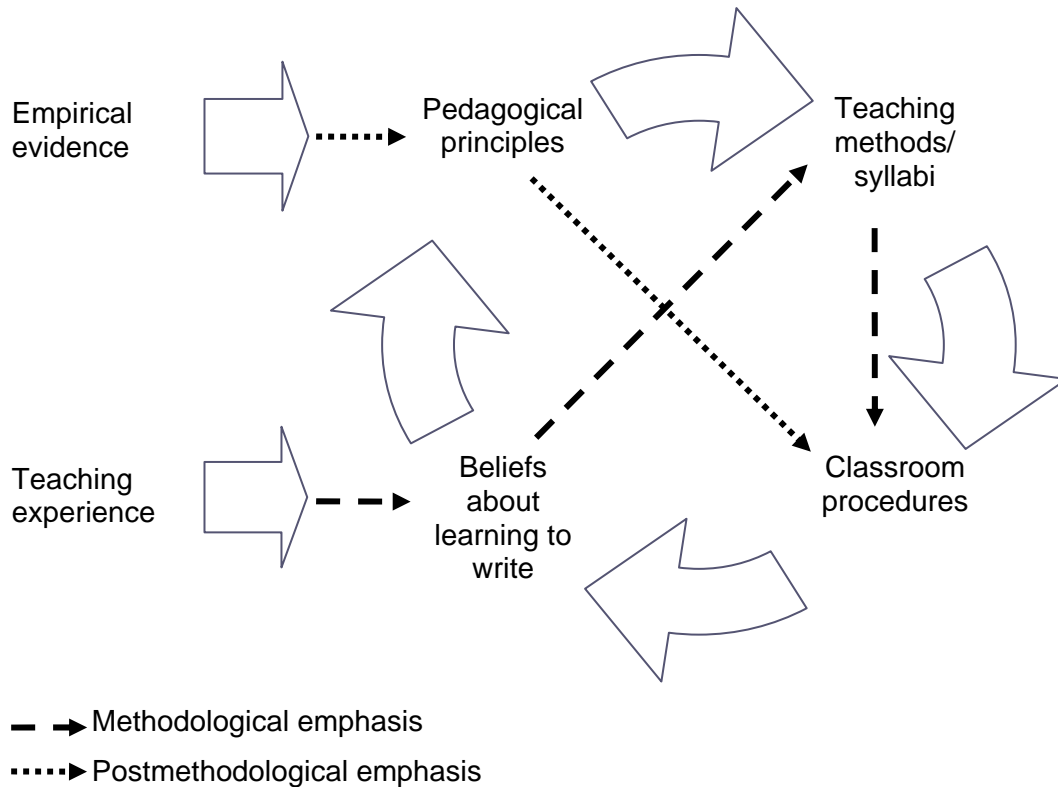 Empirical
evidence
Pedagogical
principles
Teaching
methods/
syllabi
Teaching
experience
Beliefs
about
learning to
write
Classroom
procedures
Methodological emphasis
Postmethodological emphasis